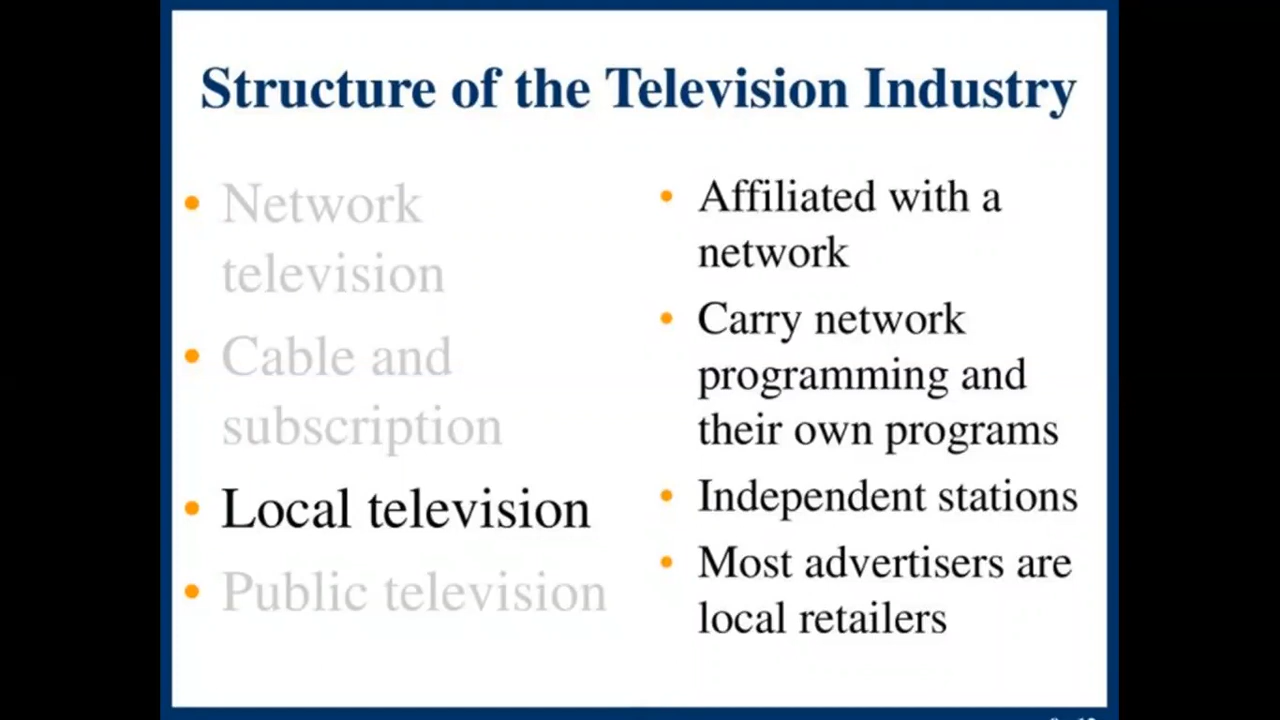 Structure of the Television Industry
• Network
television
• Cable and
subscription
• Local television
• Public television
• Affiliated with a
network
• Carry network
programming and
their own programs
• Independent stations
• Most advertisers are
local retailers